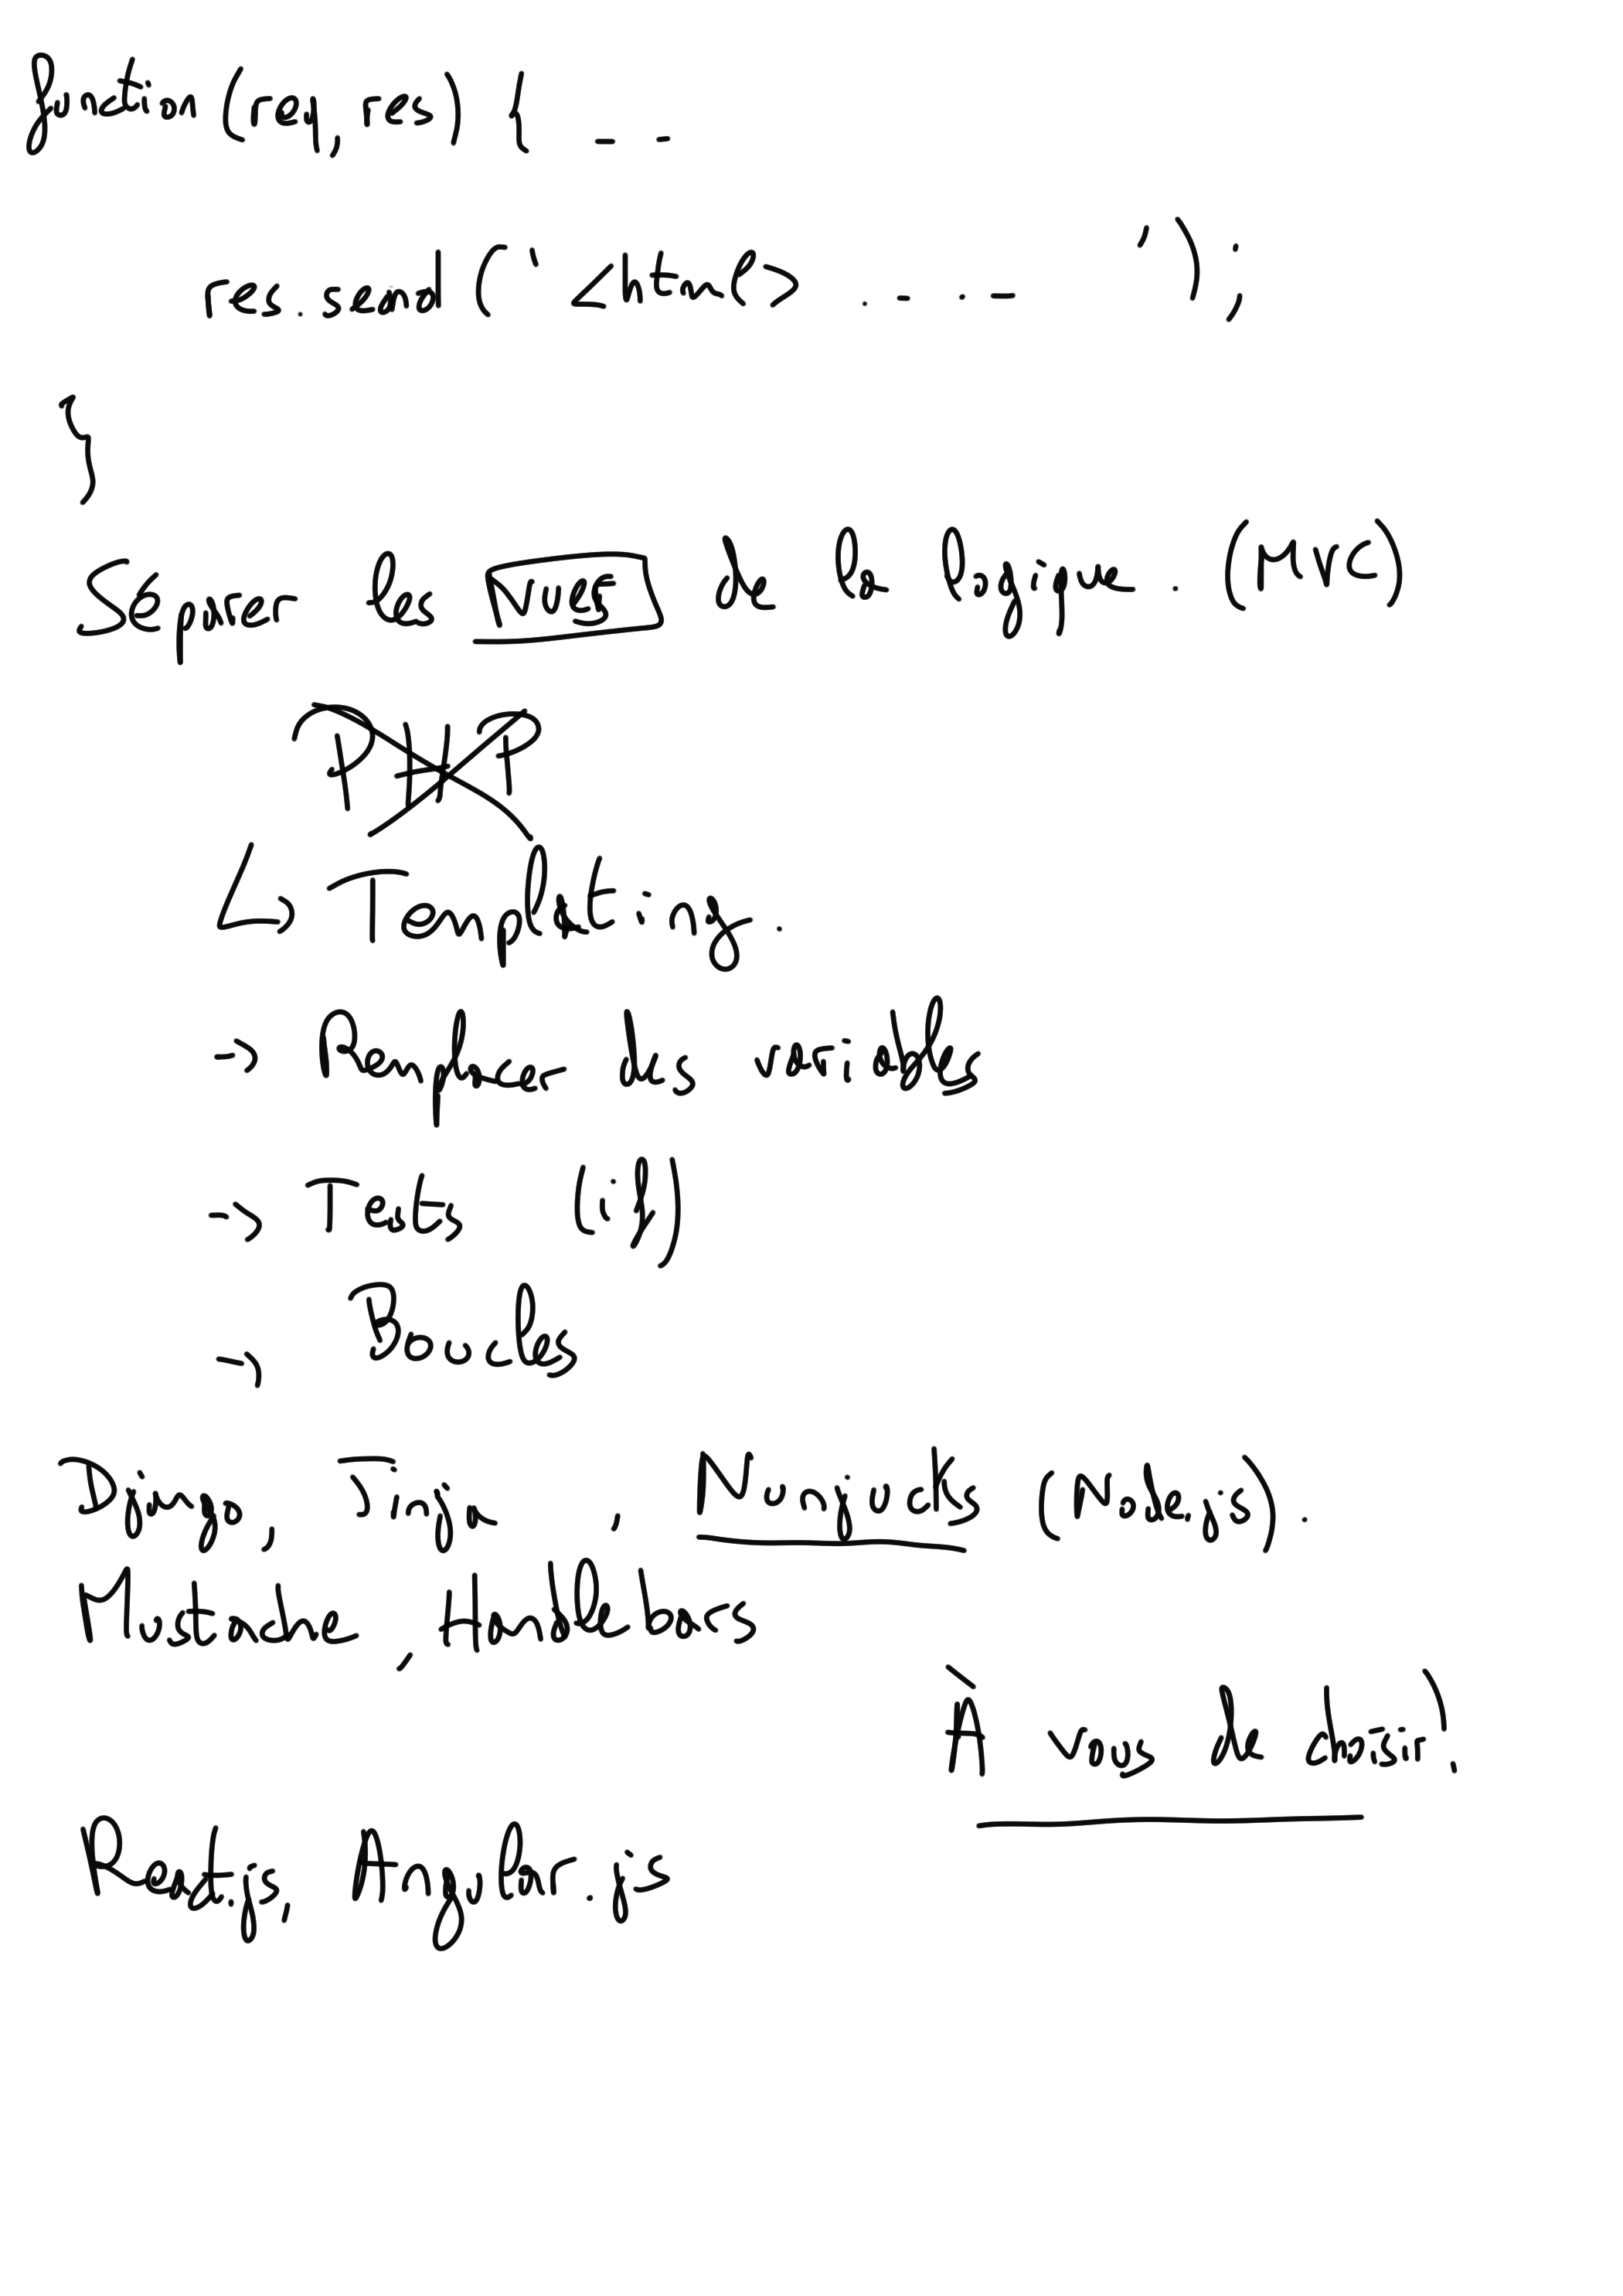 function (req, res) { _ _
res.send (' <html> . - - . - ');
}
Séparer les vues de la logique. (MVC)
PHP
↳ Templating.
-> Remplacer des variables
-> Tests (if)
-> Boucles
Django, Jinja, Nunjucks (Node.js).
Mustache, Handlebars
À vous de choisir!
React.js, Angular.js